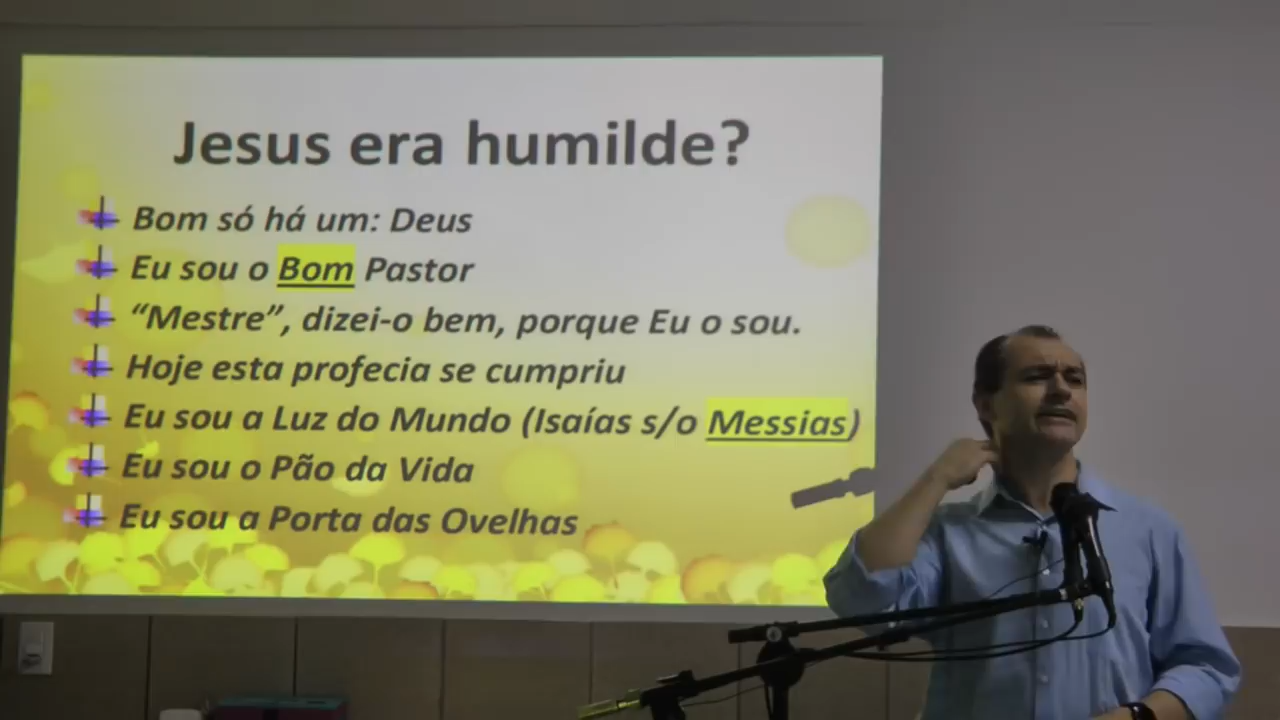 Jesus era humilde?
Bom só há um: Deus
Eu sou o Bom Pastor
“Mestre”, dizei-o bem, porque Eu o sou.
Hoje esta profecia se cumpriu
Eu sou a Luz do Mundo (Isaías s/o Messias)
Eu sou o Pão da Vida
Eu sou a Porta das Ovelhas